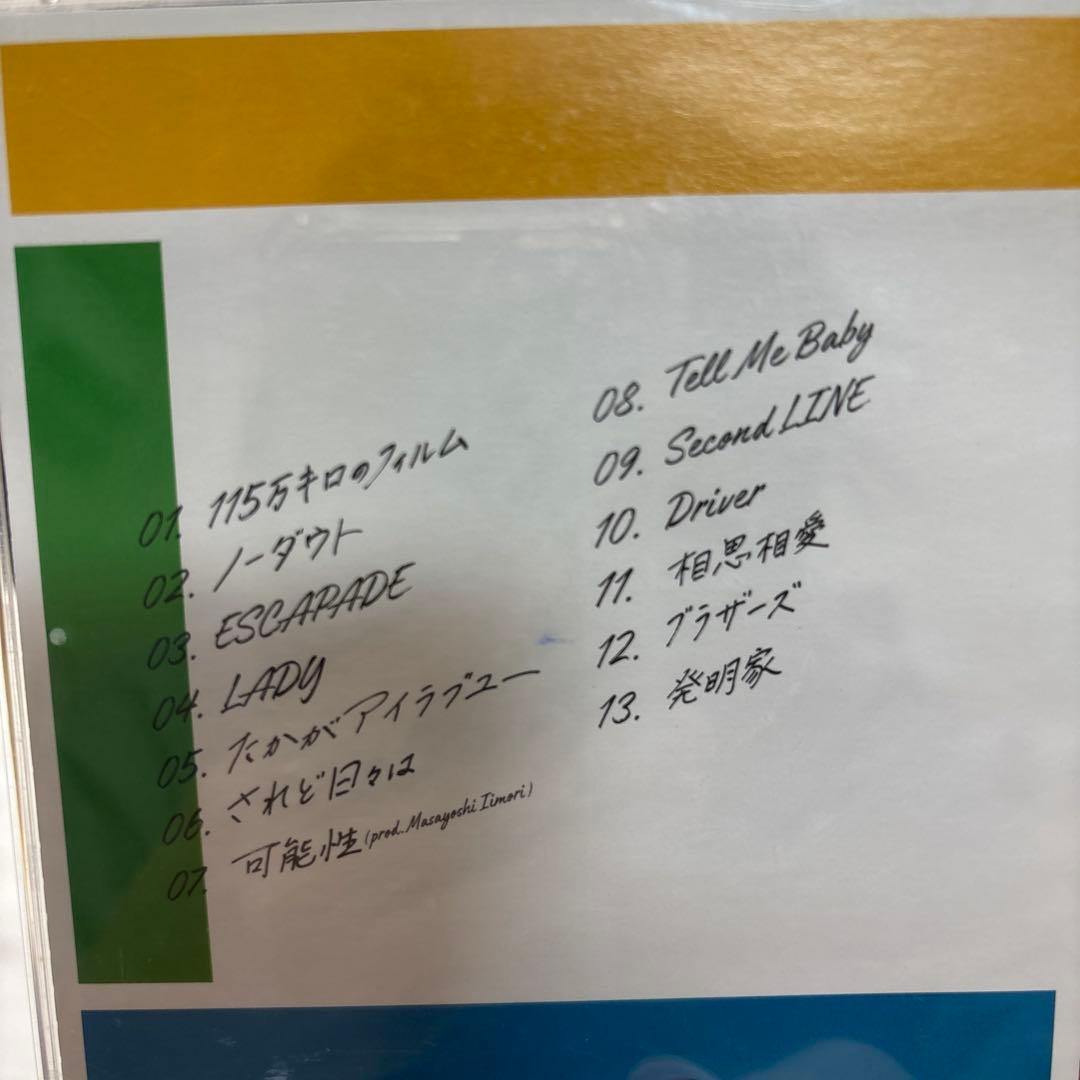 01. 115万キロのフィルム
02. ノーダウト
03. ESCAPADE
04. LADY
05. たかがアイラブユー
06. されど日々は
07. 可能性 (prod. Masayoshi Iimori)
08. Tell Me Baby
09. Second LINE
10. Driver
11. 相思相愛
12. ブラザーズ
13. 発明家